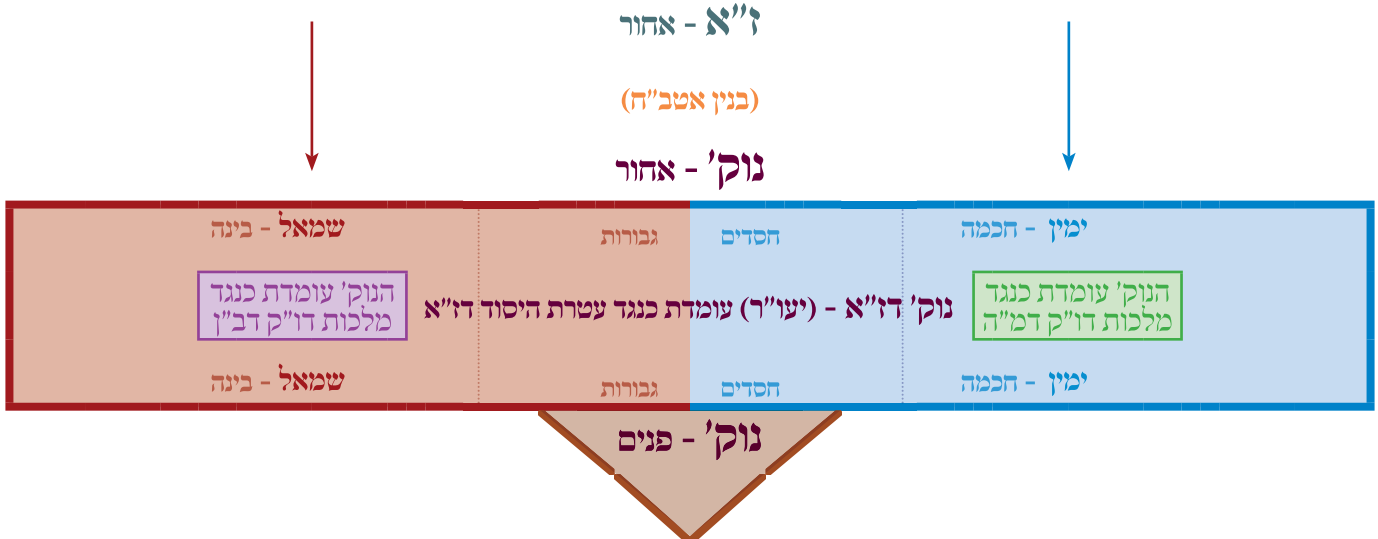 ז"א - אחור
(בנין אטב"ח)
נוק' - אחור
ימין - חכמה
חסדים
גבורות
שמאל - בינה
הנוק' עומדת כנגד
מלכות דו"ק דמ"ה
נוק' דז"א - (יעו"ר) עומדת כנגד עטרת היסוד דז"א
הנוק' עומדת כנגד
מלכות דו"ק דב"ן
ימין - חכמה
חסדים
גבורות
שמאל - בינה
נוק' - פנים